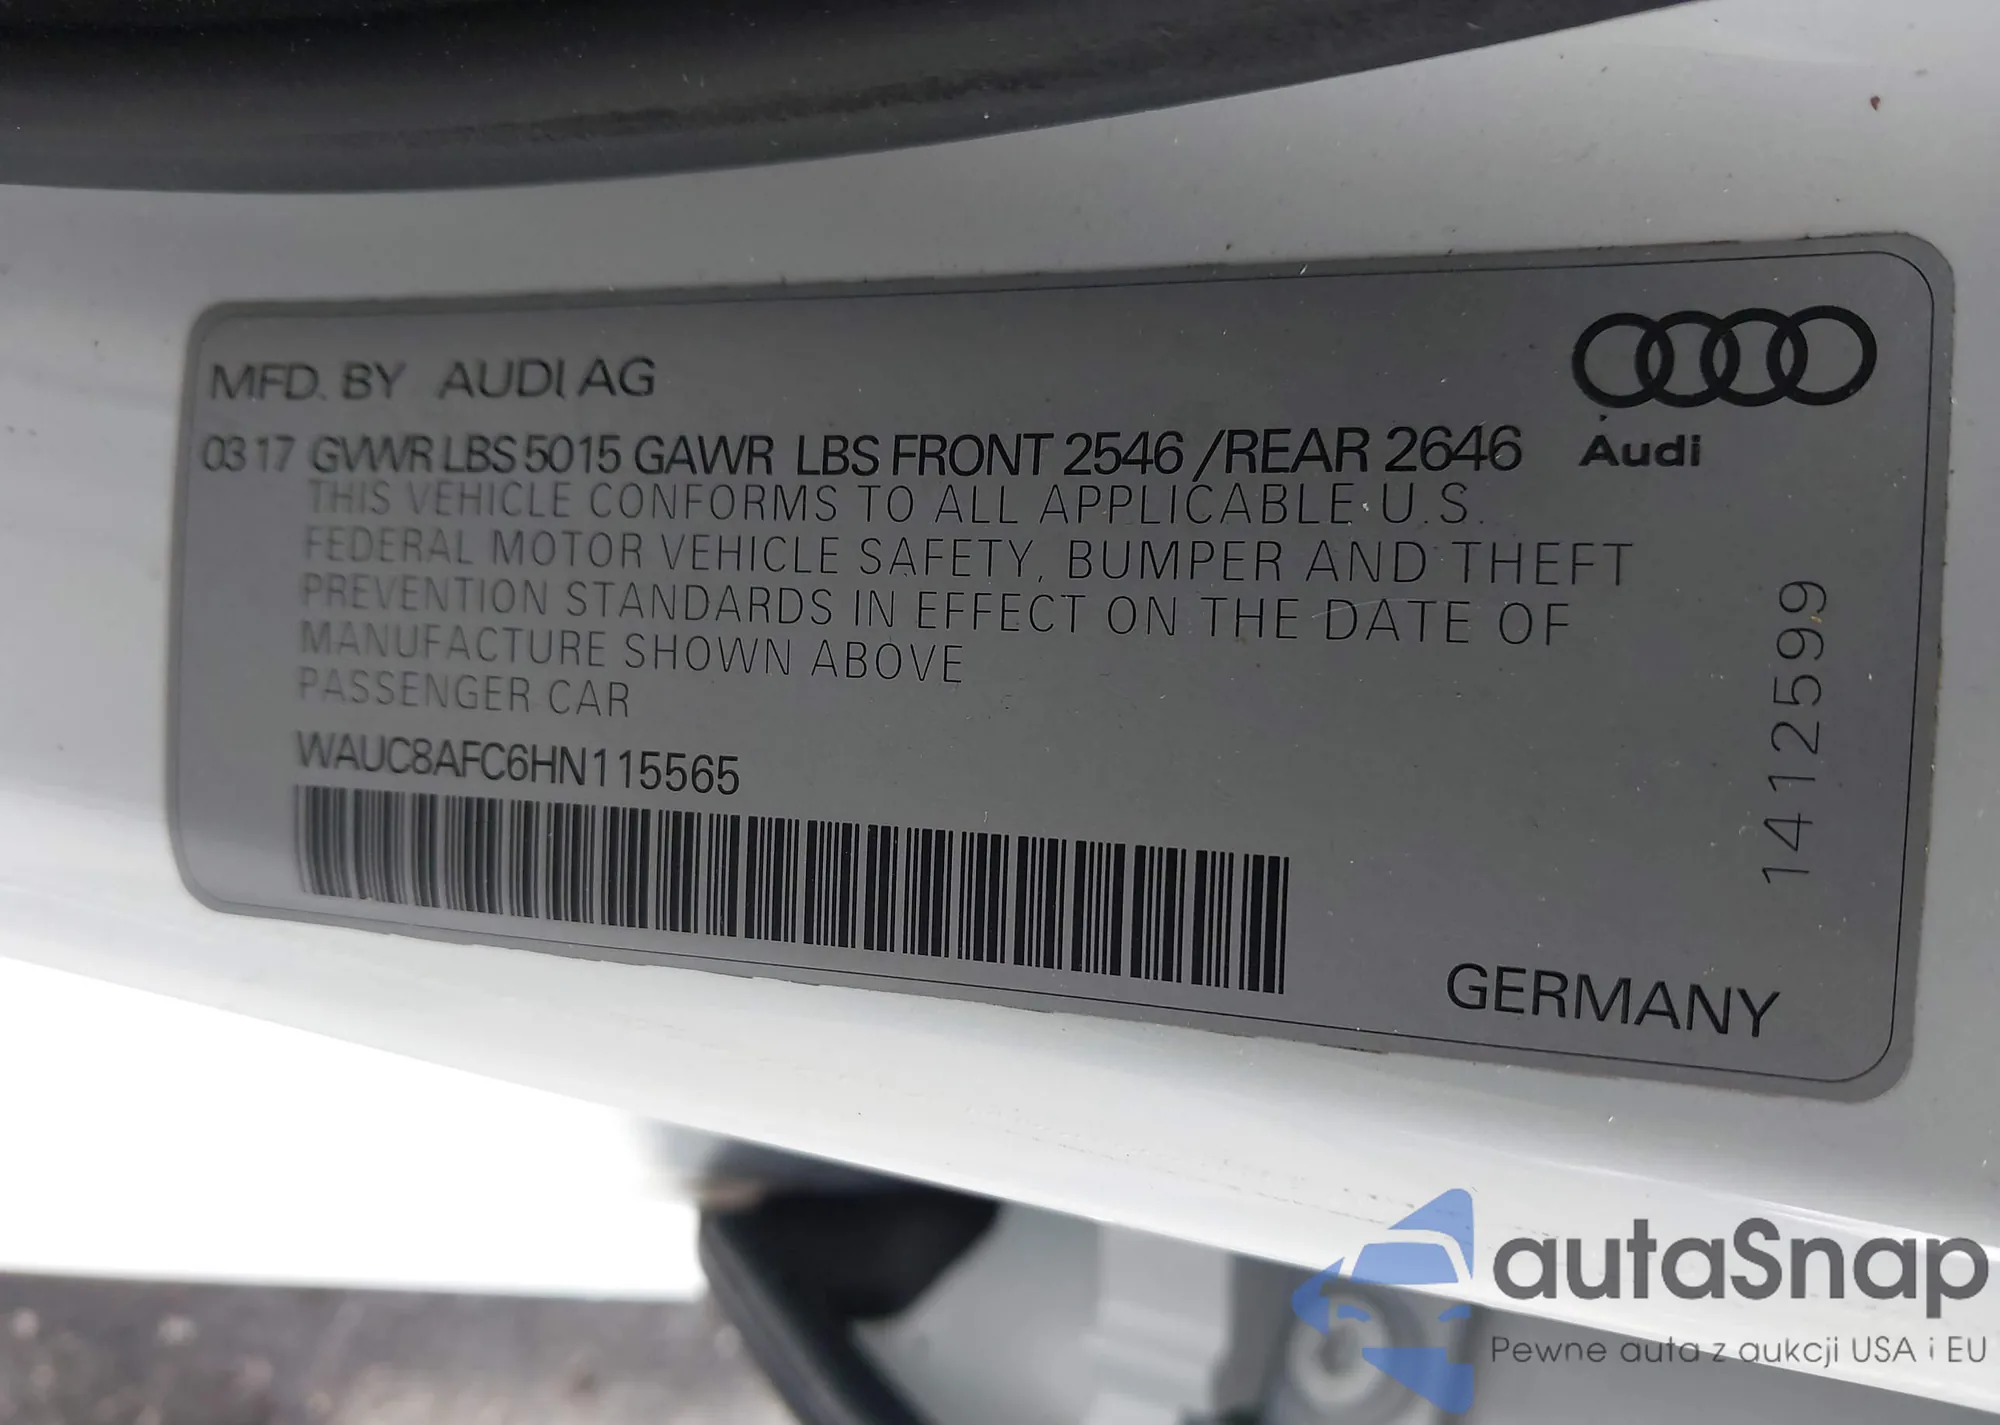 MFD. BY AUDI AG
03 17 GVWR LBS 5015 GAWR LBS FRONT 2546 /REAR 2646
Audi
THIS VEHICLE CONFORMS TO ALL APPLICABLE U.S.
FEDERAL MOTOR VEHICLE SAFETY, BUMPER AND THEFT
PREVENTION STANDARDS IN EFFECT ON THE DATE OF
MANUFACTURE SHOWN ABOVE
PASSENGER CAR
WAUC8AFC6HN115565
1412599
GERMANY
autaSnap
Pewne auta z aukcji USA i EU